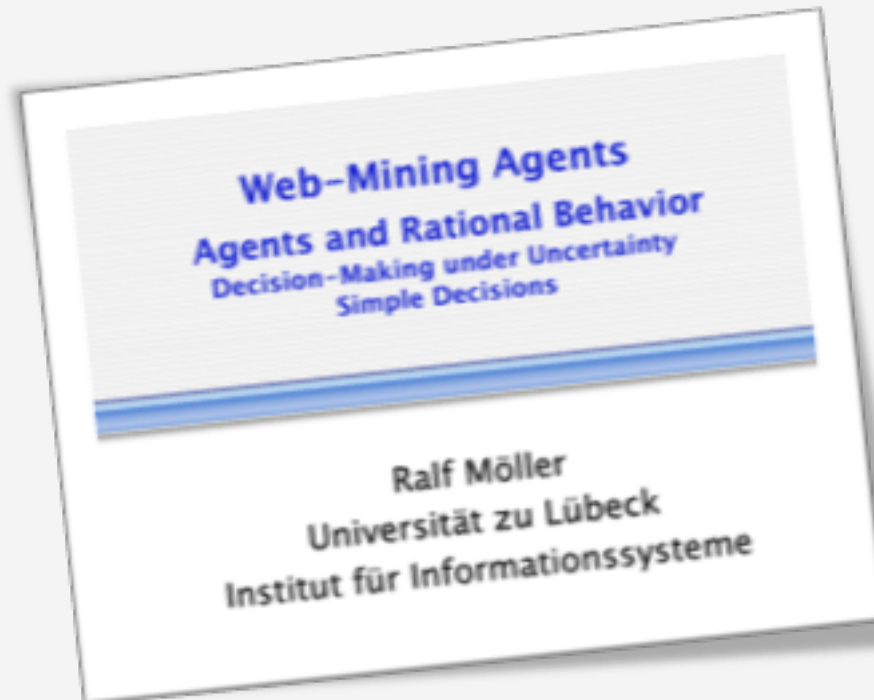 Web-Mining Agents
Agents and Rational Behavior
Decision-Making under Uncertainty
Simple Decisions
Ralf Möller
Universität zu Lübeck
Institut für Informationssysteme